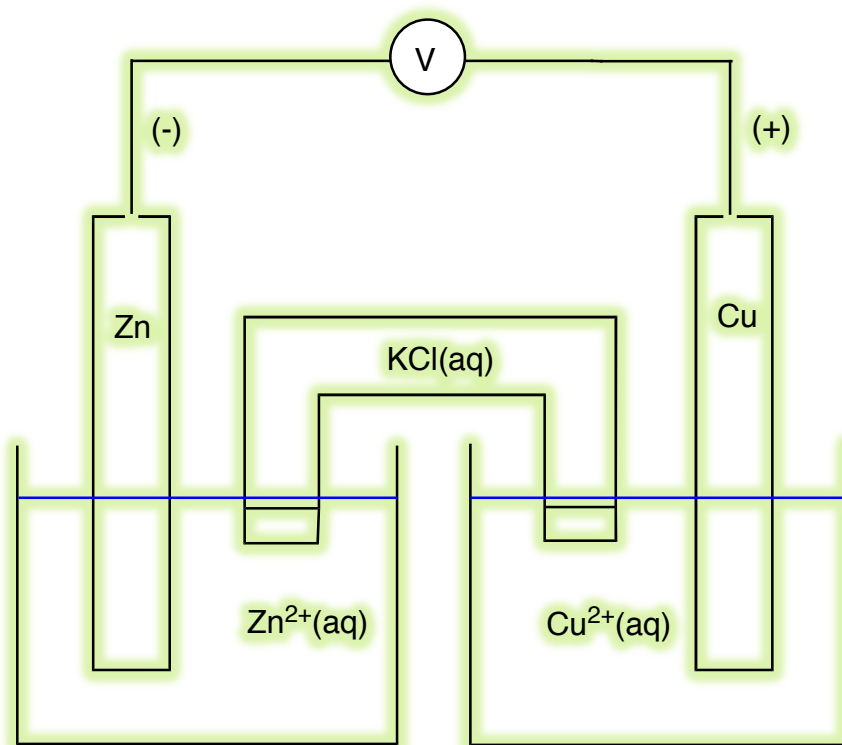 V
(-)
(+)
Zn
Cu
KCl(aq)
Zn²⁺(aq)
Cu²⁺(aq)